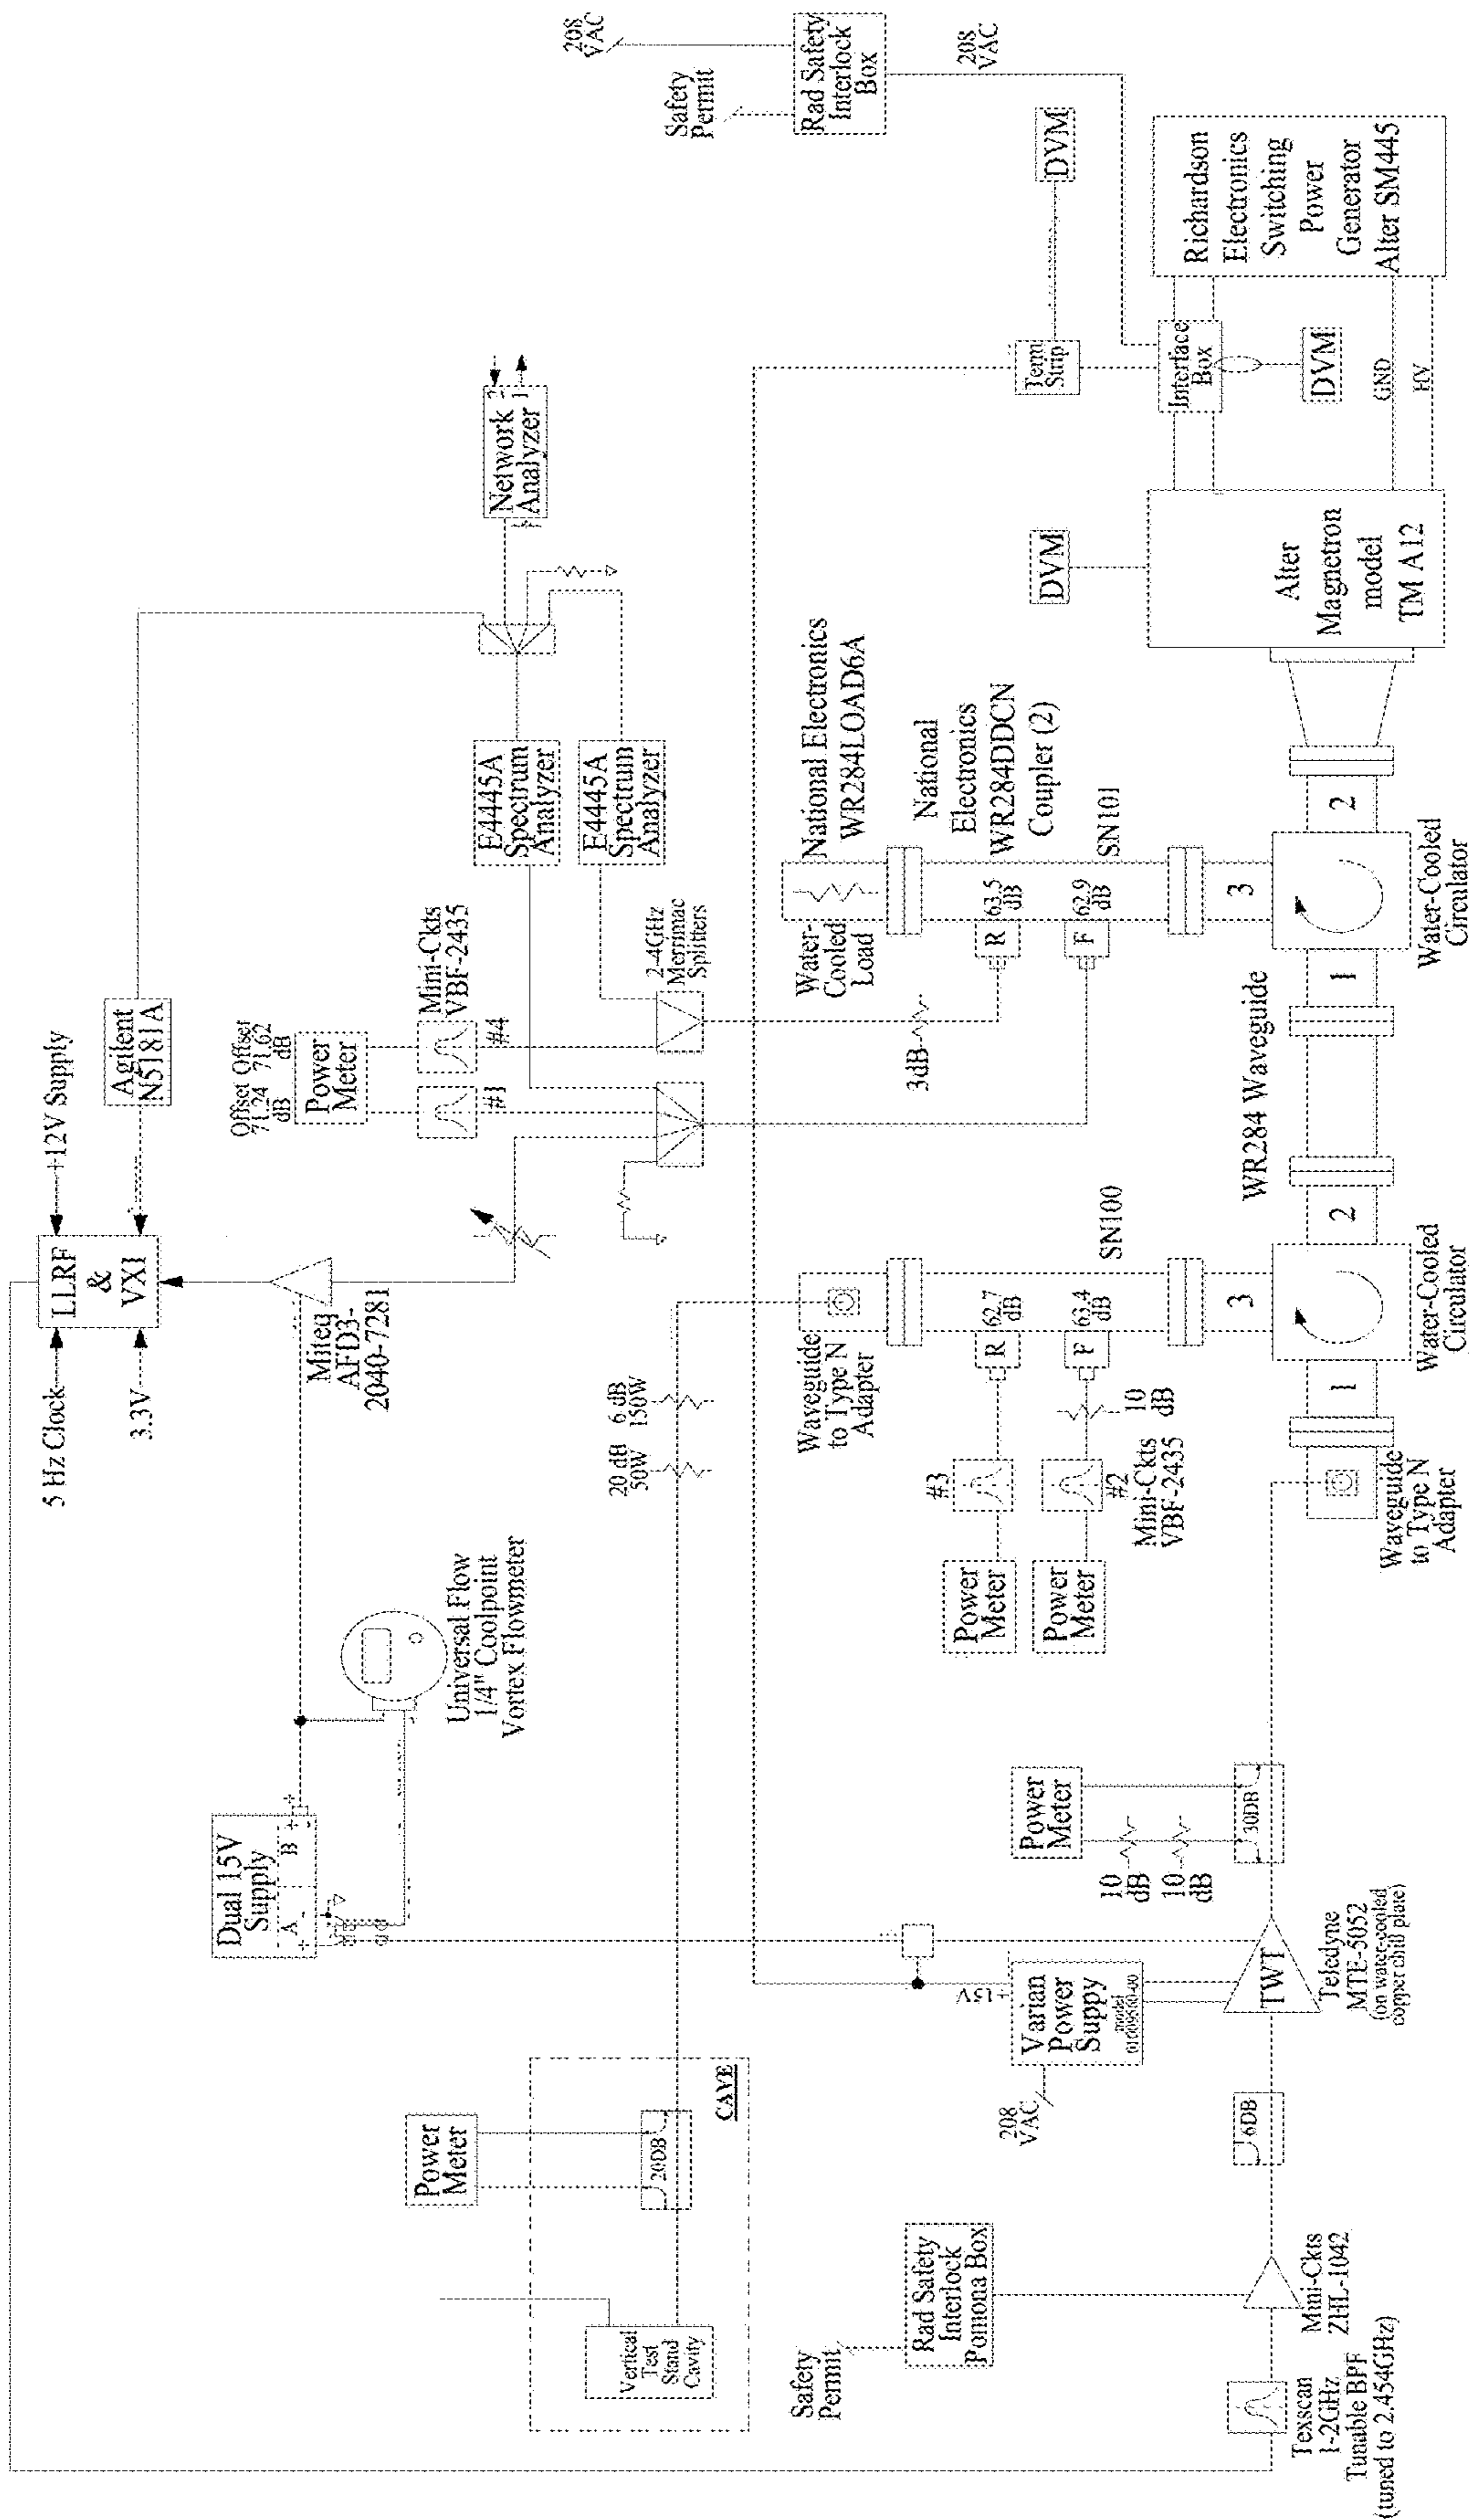 208
VAC
Safety
Permit
Rad Safety
Interlock
Box
208
VAC
DVM
Richardson
Electronics
Switching
Power
Generator
Alter SM445
Term
Strip
Interface
Box
DVM
GND
HV
Network
Analyzer
2
1
DVM
Alter
Magnetron
model
TM A12
E4445A
Spectrum
Analyzer
E4445A
Spectrum
Analyzer
National Electronics
WR284LOAD6A
Water-
Cooled
Load
National
Electronics
WR284DDCN
Coupler (2)
SN101
R
63.5
dB
F
62.9
dB
3
2
1
Water-Cooled
Circulator
2-4GHz
Merrimac
Splitters
Mini-Ckts
VBF-2435
#4
#1
Offset
71.24
dB
Offset
71.62
dB
Power
Meter
3dB
Agilent
N5181A
+12V Supply
LLRF
&
VXI
5 Hz Clock
3.3V
Miteq
AFD3-
2040-7281
WR284 Waveguide
SN100
Waveguide
to Type N
Adapter
R
62.7
dB
F
63.4
dB
3
2
1
Water-Cooled
Circulator
10
dB
6 dB
150W
20 dB
50W
#3
#2
Mini-Ckts
VBF-2435
Power
Meter
Power
Meter
Waveguide
to Type N
Adapter
Universal Flow
1/4" Coolpoint
Vortex Flowmeter
Dual 15V
Supply
A
B
Power
Meter
10
dB
10
dB
30DB
+15V
Varian
Power
Suppy
model
TWT
Teledyne
MTE-5052
(on water-cooled
copper chill plate)
208
VAC
6DB
CAVE
Power
Meter
20DB
Vertical
Test
Stand
Cavity
Safety
Permit
Rad Safety
Interlock
Pomona Box
Mini-Ckts
ZHL-1042
Texscan
1-2GHz
Tunable BPF
(tuned to 2.454GHz)